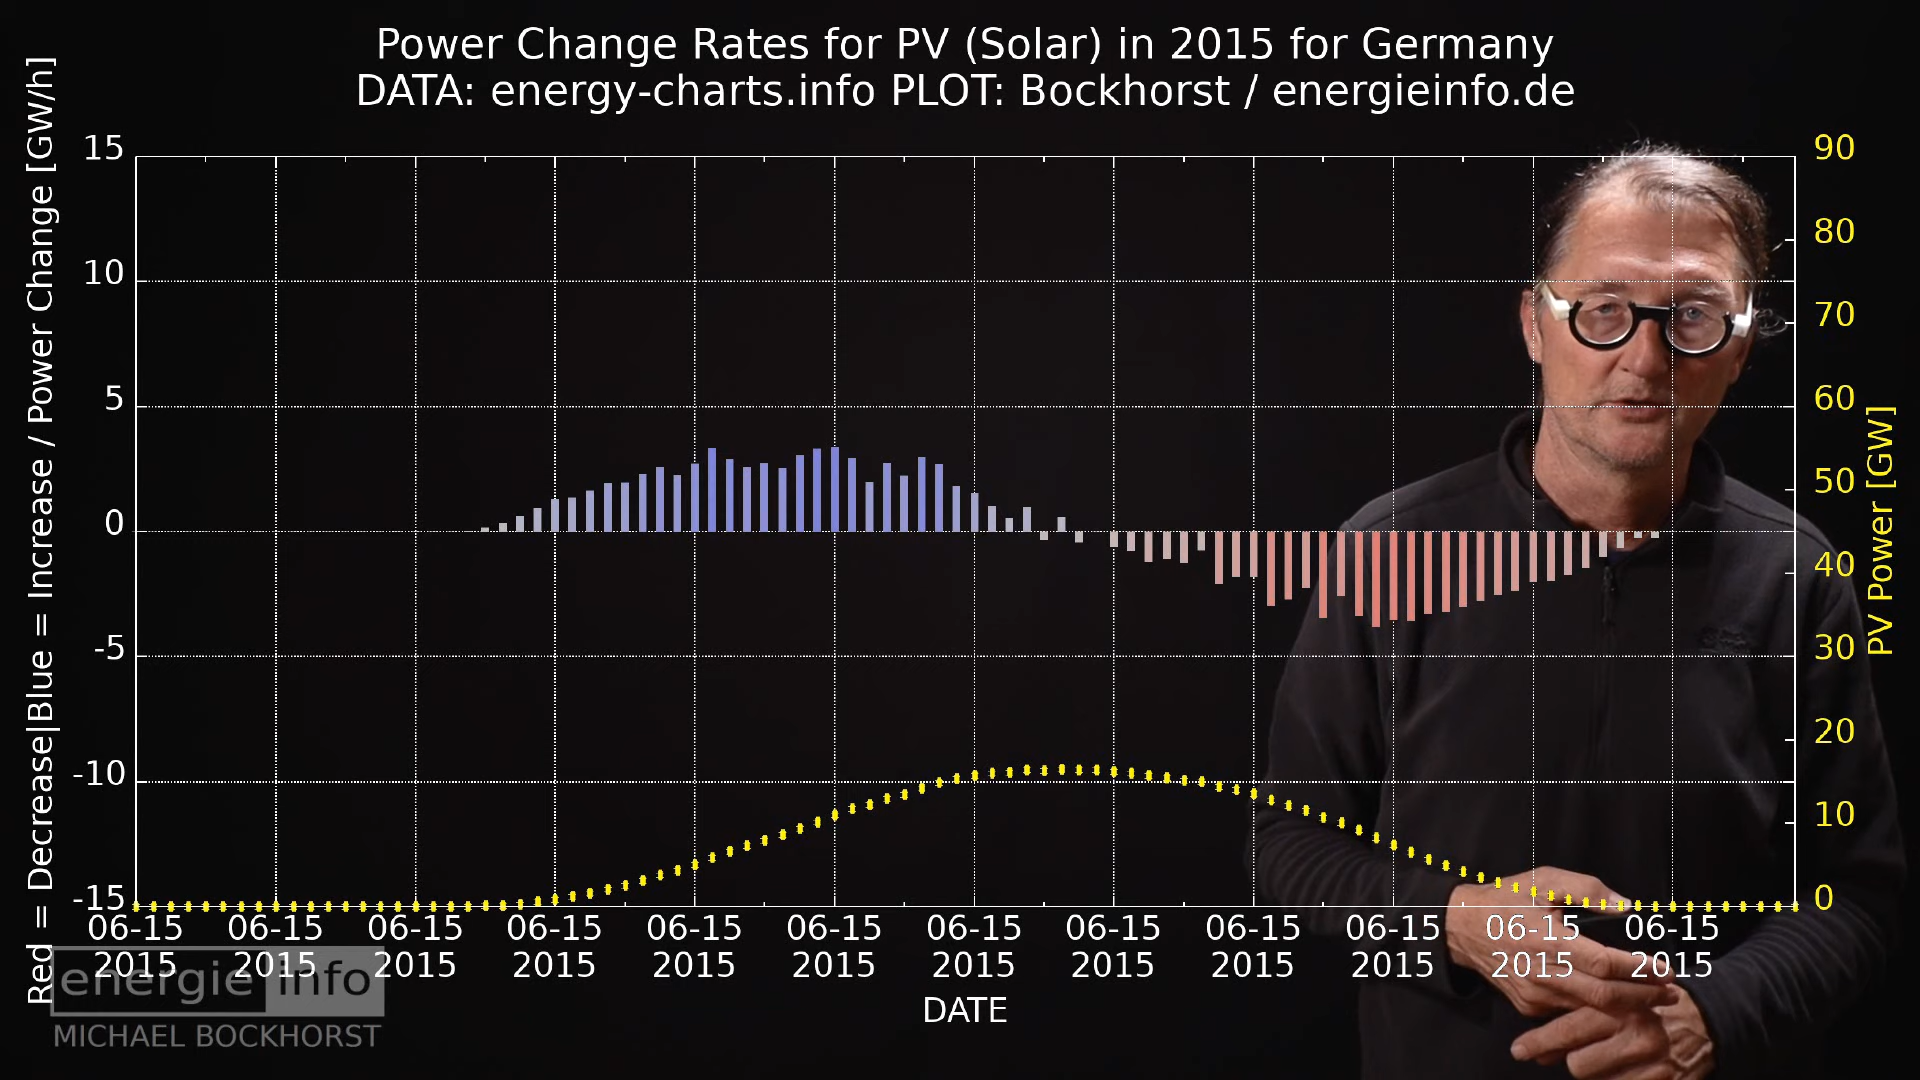 Power Change Rates for PV (Solar) in 2015 for Germany
DATA: energy-charts.info PLOT: Bockhorst / energieinfo.de
Red = Decrease|Blue = Increase / Power Change [GW/h]
15
10
5
0
-5
-10
-15
90
80
70
60
50
40
30
20
10
0
PV Power [GW]
06-15 06-15 06-15 06-15 06-15 06-15 06-15 06-15 06-15 06-15 06-15 06-15
2015 2015 2015 2015 2015 2015 2015 2015 2015 2015 2015 2015
DATE
energie info
MICHAEL BOCKHORST